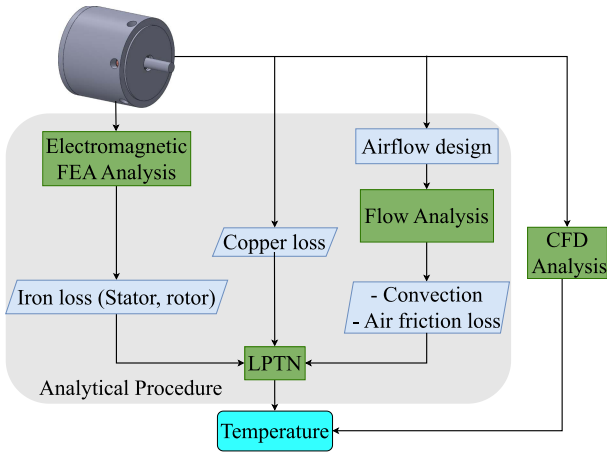 Electromagnetic
FEA Analysis
Airflow design
Flow Analysis
Copper loss
CFD
Analysis
Iron loss (Stator, rotor)
- Convection
- Air friction loss
LPTN
Analytical Procedure
Temperature